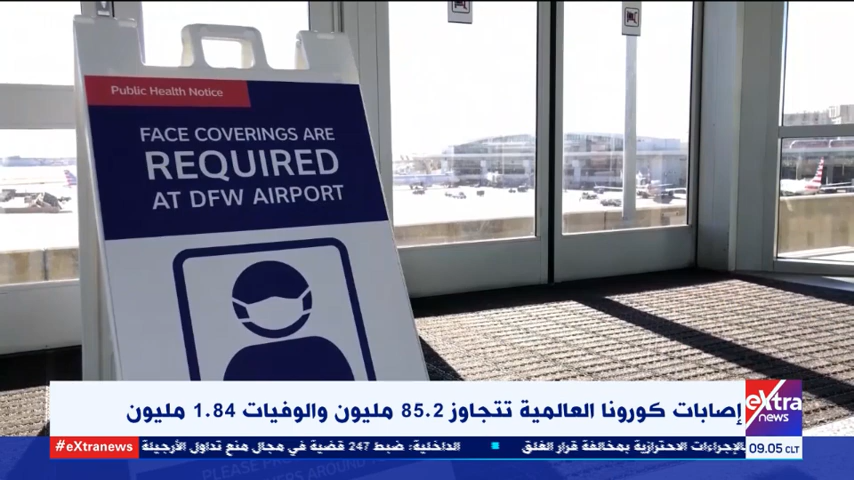 Public Health Notice
FACE COVERINGS ARE
REQUIRED
AT DFW AIRPORT
إصابات كورونا العالمية تتجاوز 85.2 مليون والوفيات 1.84 مليون
eXtra
news
09.05 CLT
#eXtranews
بالإجراءات الاحترازية بمخالفة قرار الغلق ■ الداخلية: ضبط 247 قضية في مجال منع تداول الأرجيلة